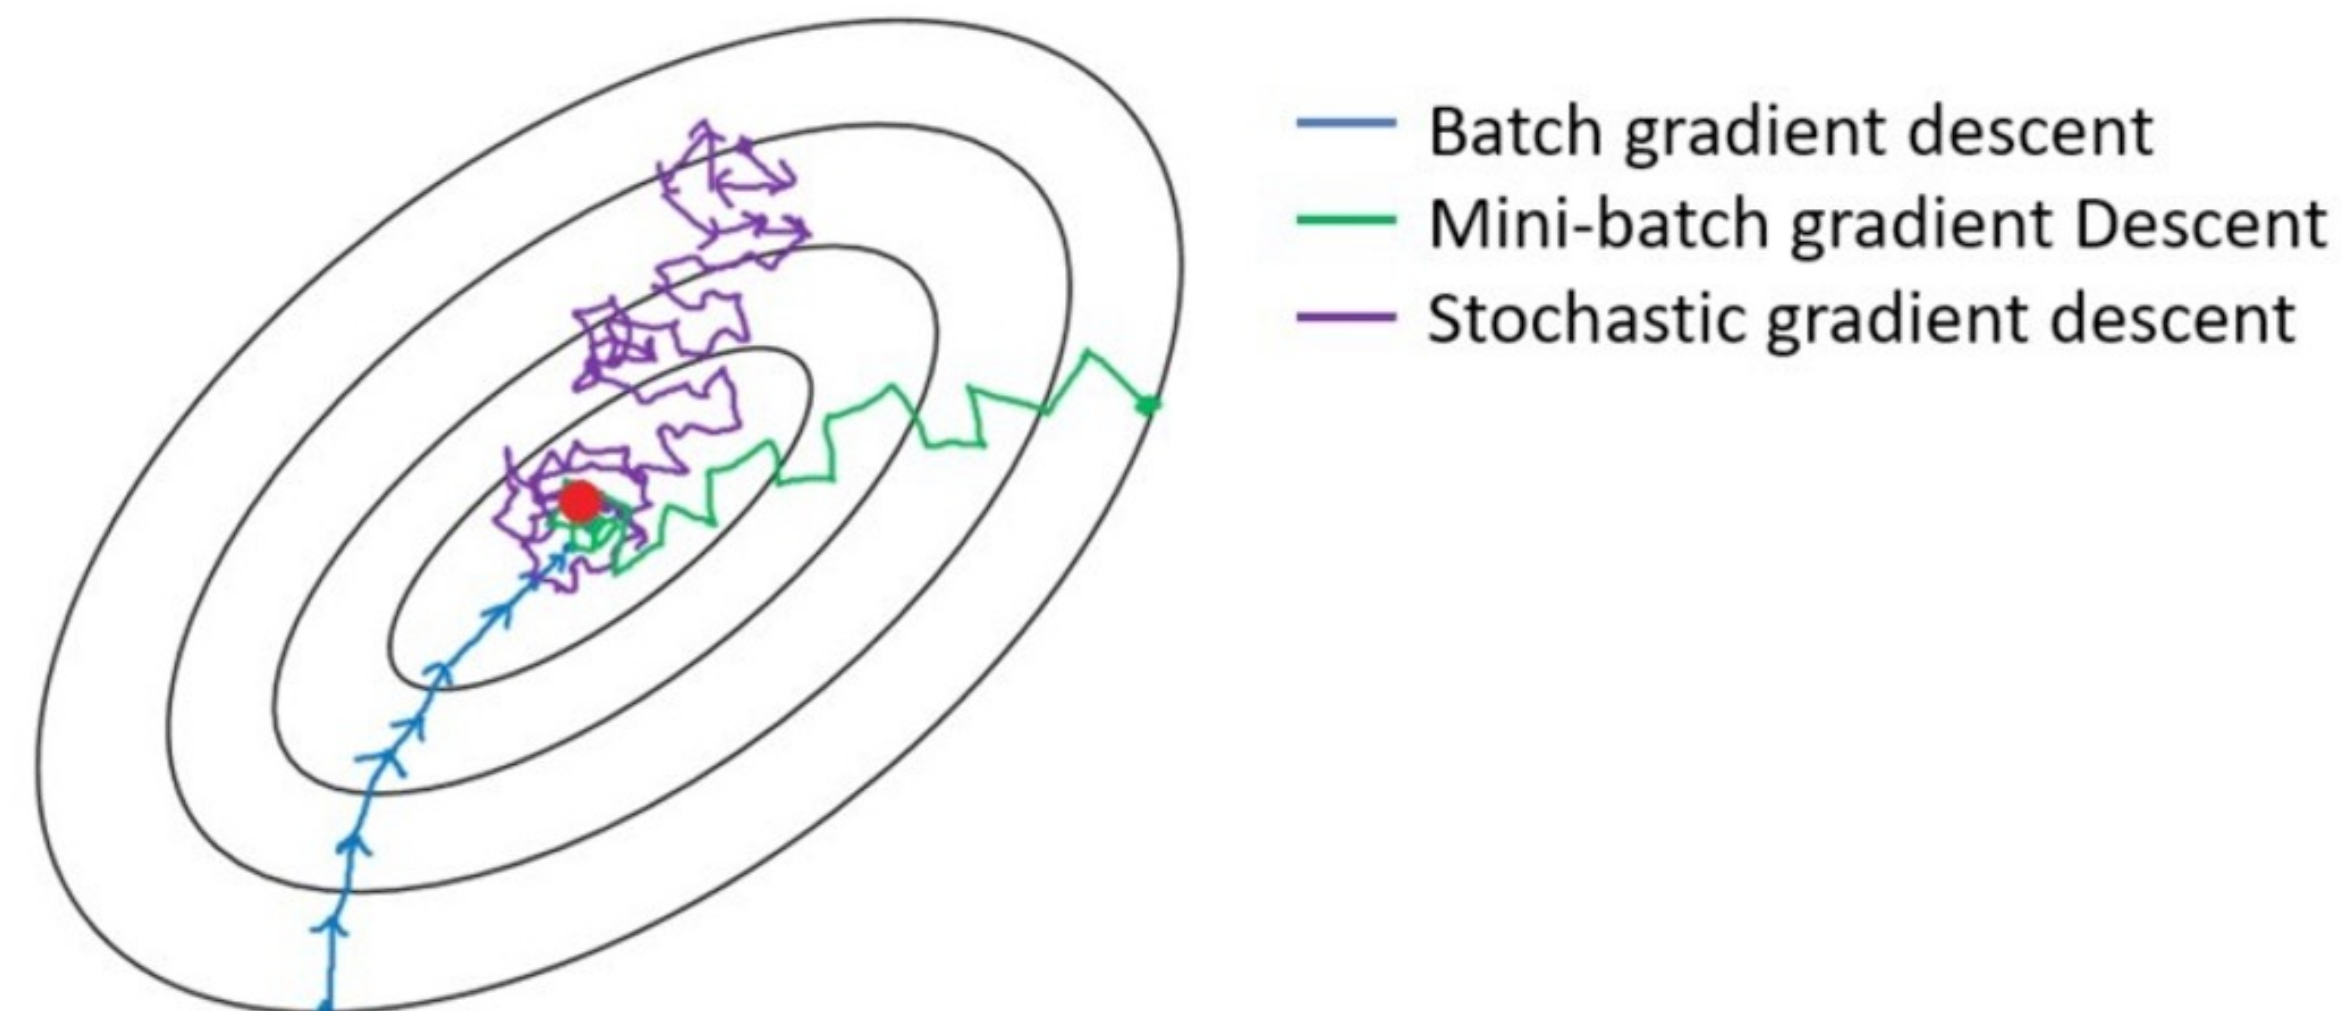 Batch gradient descent
Mini-batch gradient Descent
Stochastic gradient descent